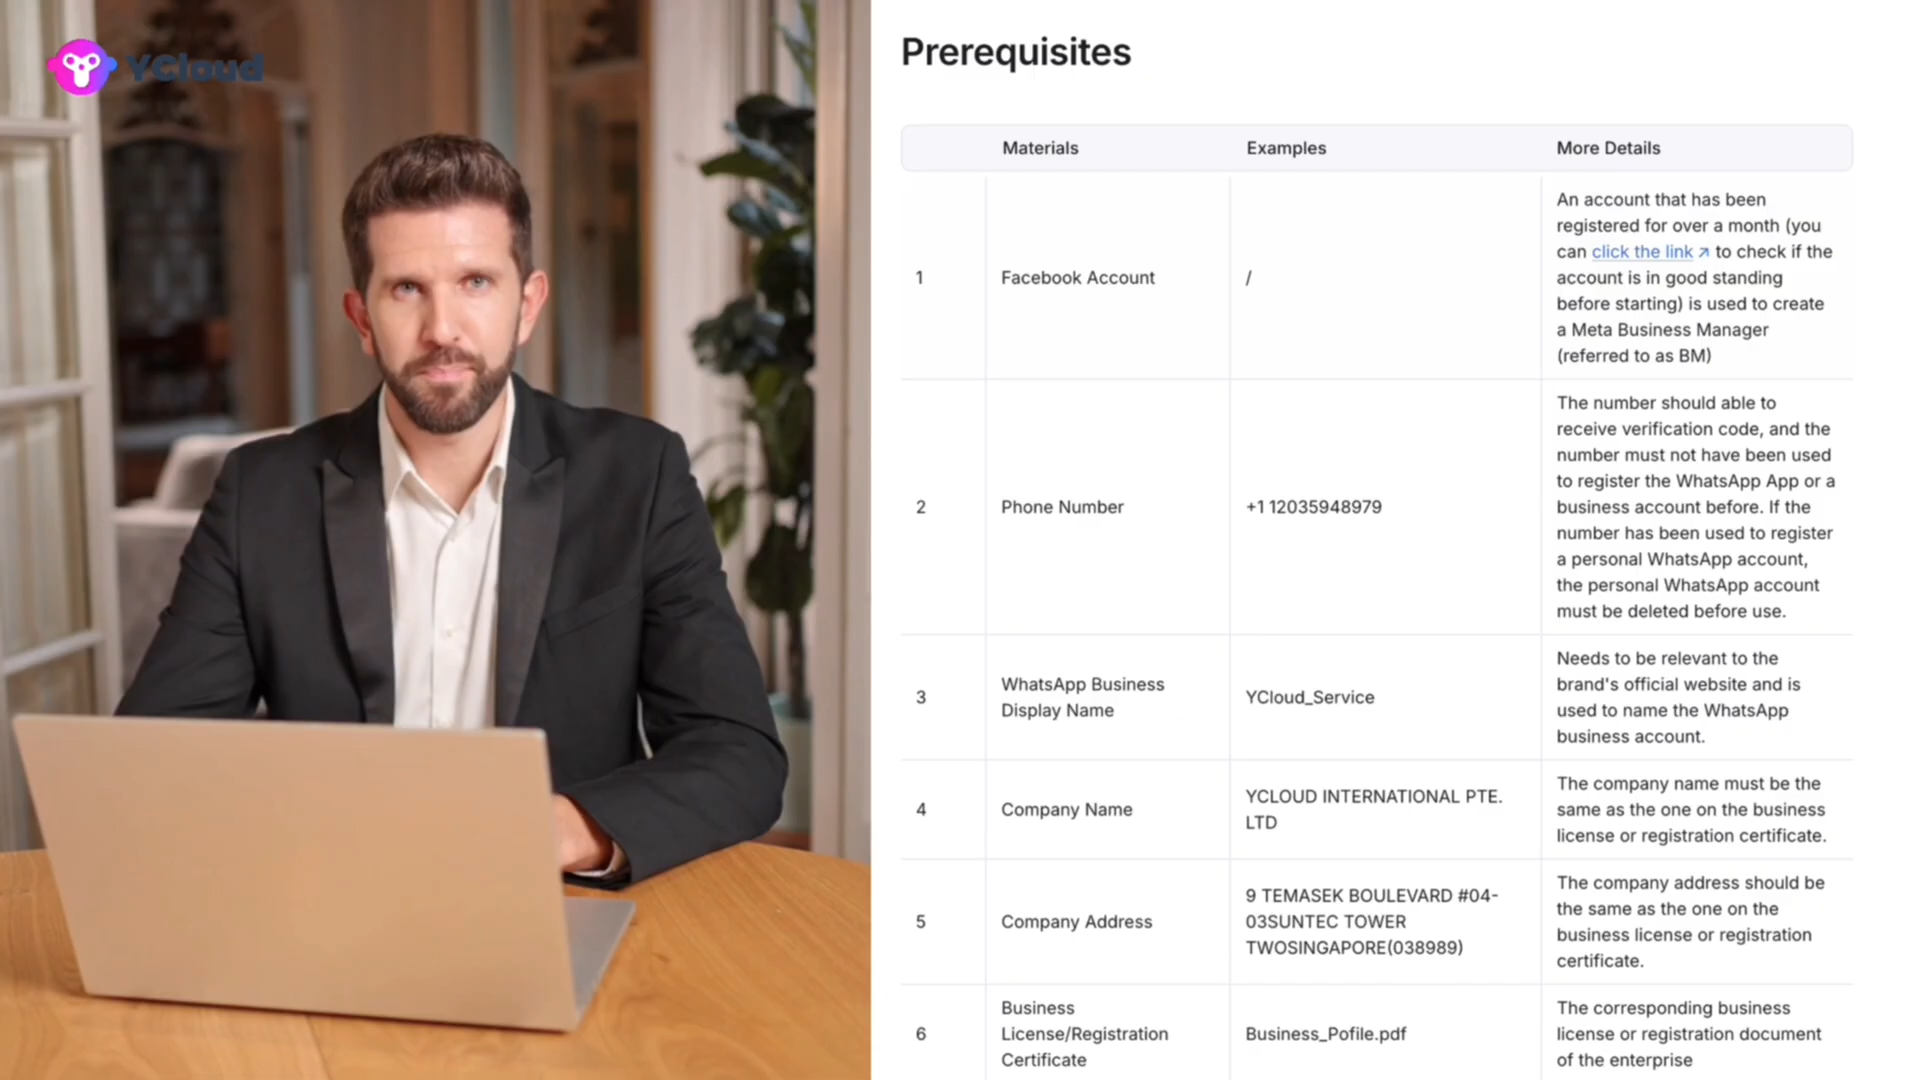 YCloud
Prerequisites
Materials
Examples
More Details
1
Facebook Account
/
An account that has been
registered for over a month (you
can click the link ↗ to check if the
account is in good standing
before starting) is used to create
a Meta Business Manager
(referred to as BM)
2
Phone Number
+1 12035948979
The number should able to
receive verification code, and the
number must not have been used
to register the WhatsApp App or a
business account before. If the
number has been used to register
a personal WhatsApp account,
the personal WhatsApp account
must be deleted before use.
3
WhatsApp Business
Display Name
YCloud_Service
Needs to be relevant to the
brand's official website and is
used to name the WhatsApp
business account.
4
Company Name
YCLOUD INTERNATIONAL PTE.
LTD
The company name must be the
same as the one on the business
license or registration certificate.
5
Company Address
9 TEMASEK BOULEVARD #04-
03SUNTEC TOWER
TWOSINGAPORE(038989)
The company address should be
the same as the one on the
business license or registration
certificate.
6
Business
License/Registration
Certificate
Business_Pofile.pdf
The corresponding business
license or registration document
of the enterprise